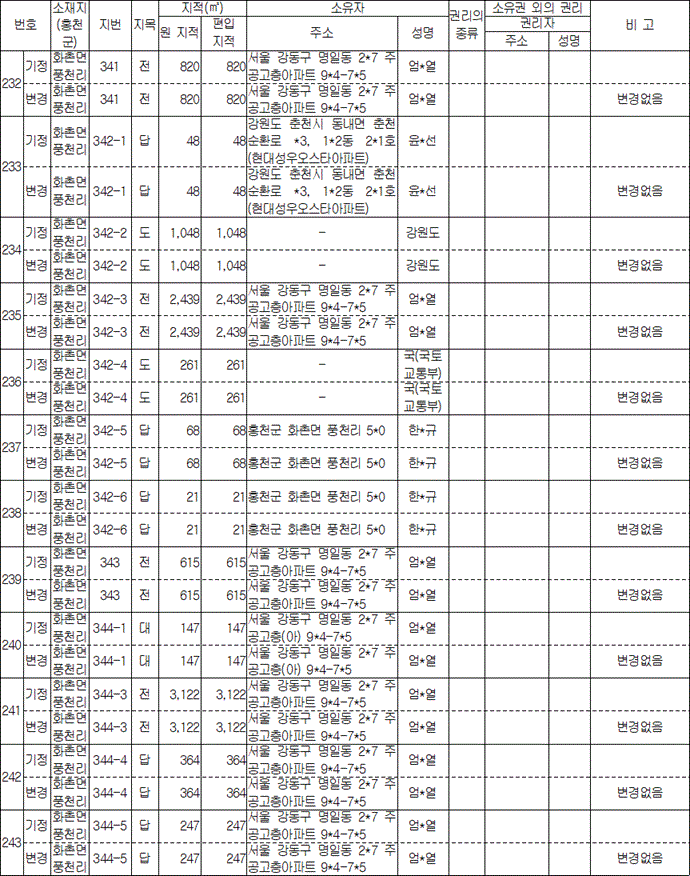 번호 소재지(홍천군) 지번 지목 지적(㎡) 소유자 권리의 종류 소유권 외의 권리 비 고
원 지적 편입 지적 주소 성명 권리자
주소 성명
232 기정 화촌면 풍천리 341 전 820 820 서울 강동구 명일동 2*7 주공고층아파트 9*4-7*5 엄*열
변경 화촌면 풍천리 341 전 820 820 서울 강동구 명일동 2*7 주공고층아파트 9*4-7*5 엄*열 변경없음
233 기정 화촌면 풍천리 342-1 답 48 48 강원도 춘천시 동내면 춘천순환로 *3, 1*2동 2*1호 (현대성우오스타아파트) 윤*선
변경 화촌면 풍천리 342-1 답 48 48 강원도 춘천시 동내면 춘천순환로 *3, 1*2동 2*1호 (현대성우오스타아파트) 윤*선 변경없음
234 기정 화촌면 풍천리 342-2 도 1,048 1,048 - 강원도
변경 화촌면 풍천리 342-2 도 1,048 1,048 - 강원도 변경없음
235 기정 화촌면 풍천리 342-3 전 2,439 2,439 서울 강동구 명일동 2*7 주공고층아파트 9*4-7*5 엄*열
변경 화촌면 풍천리 342-3 전 2,439 2,439 서울 강동구 명일동 2*7 주공고층아파트 9*4-7*5 엄*열 변경없음
236 기정 화촌면 풍천리 342-4 도 261 261 - 국(국토교통부)
변경 화촌면 풍천리 342-4 도 261 261 - 국(국토교통부) 변경없음
237 기정 화촌면 풍천리 342-5 답 68 68 홍천군 화촌면 풍천리 5*0 한*규
변경 화촌면 풍천리 342-5 답 68 68 홍천군 화촌면 풍천리 5*0 한*규 변경없음
238 기정 화촌면 풍천리 342-6 답 21 21 홍천군 화촌면 풍천리 5*0 한*규
변경 화촌면 풍천리 342-6 답 21 21 홍천군 화촌면 풍천리 5*0 한*규 변경없음
239 기정 화촌면 풍천리 343 전 615 615 서울 강동구 명일동 2*7 주공고층아파트 9*4-7*5 엄*열
변경 화촌면 풍천리 343 전 615 615 서울 강동구 명일동 2*7 주공고층아파트 9*4-7*5 엄*열 변경없음
240 기정 화촌면 풍천리 344-1 대 147 147 서울 강동구 명일동 2*7 주공고층(아) 9*4-7*5 엄*열
변경 화촌면 풍천리 344-1 대 147 147 서울 강동구 명일동 2*7 주공고층(아) 9*4-7*5 엄*열 변경없음
241 기정 화촌면 풍천리 344-3 전 3,122 3,122 서울 강동구 명일동 2*7 주공고층아파트 9*4-7*5 엄*열
변경 화촌면 풍천리 344-3 전 3,122 3,122 서울 강동구 명일동 2*7 주공고층아파트 9*4-7*5 엄*열 변경없음
242 기정 화촌면 풍천리 344-4 답 364 364 서울 강동구 명일동 2*7 주공고층아파트 9*4-7*5 엄*열
변경 화촌면 풍천리 344-4 답 364 364 서울 강동구 명일동 2*7 주공고층아파트 9*4-7*5 엄*열 변경없음
243 기정 화촌면 풍천리 344-5 답 247 247 서울 강동구 명일동 2*7 주공고층아파트 9*4-7*5 엄*열
변경 화촌면 풍천리 344-5 답 247 247 서울 강동구 명일동 2*7 주공고층아파트 9*4-7*5 엄*열 변경없음